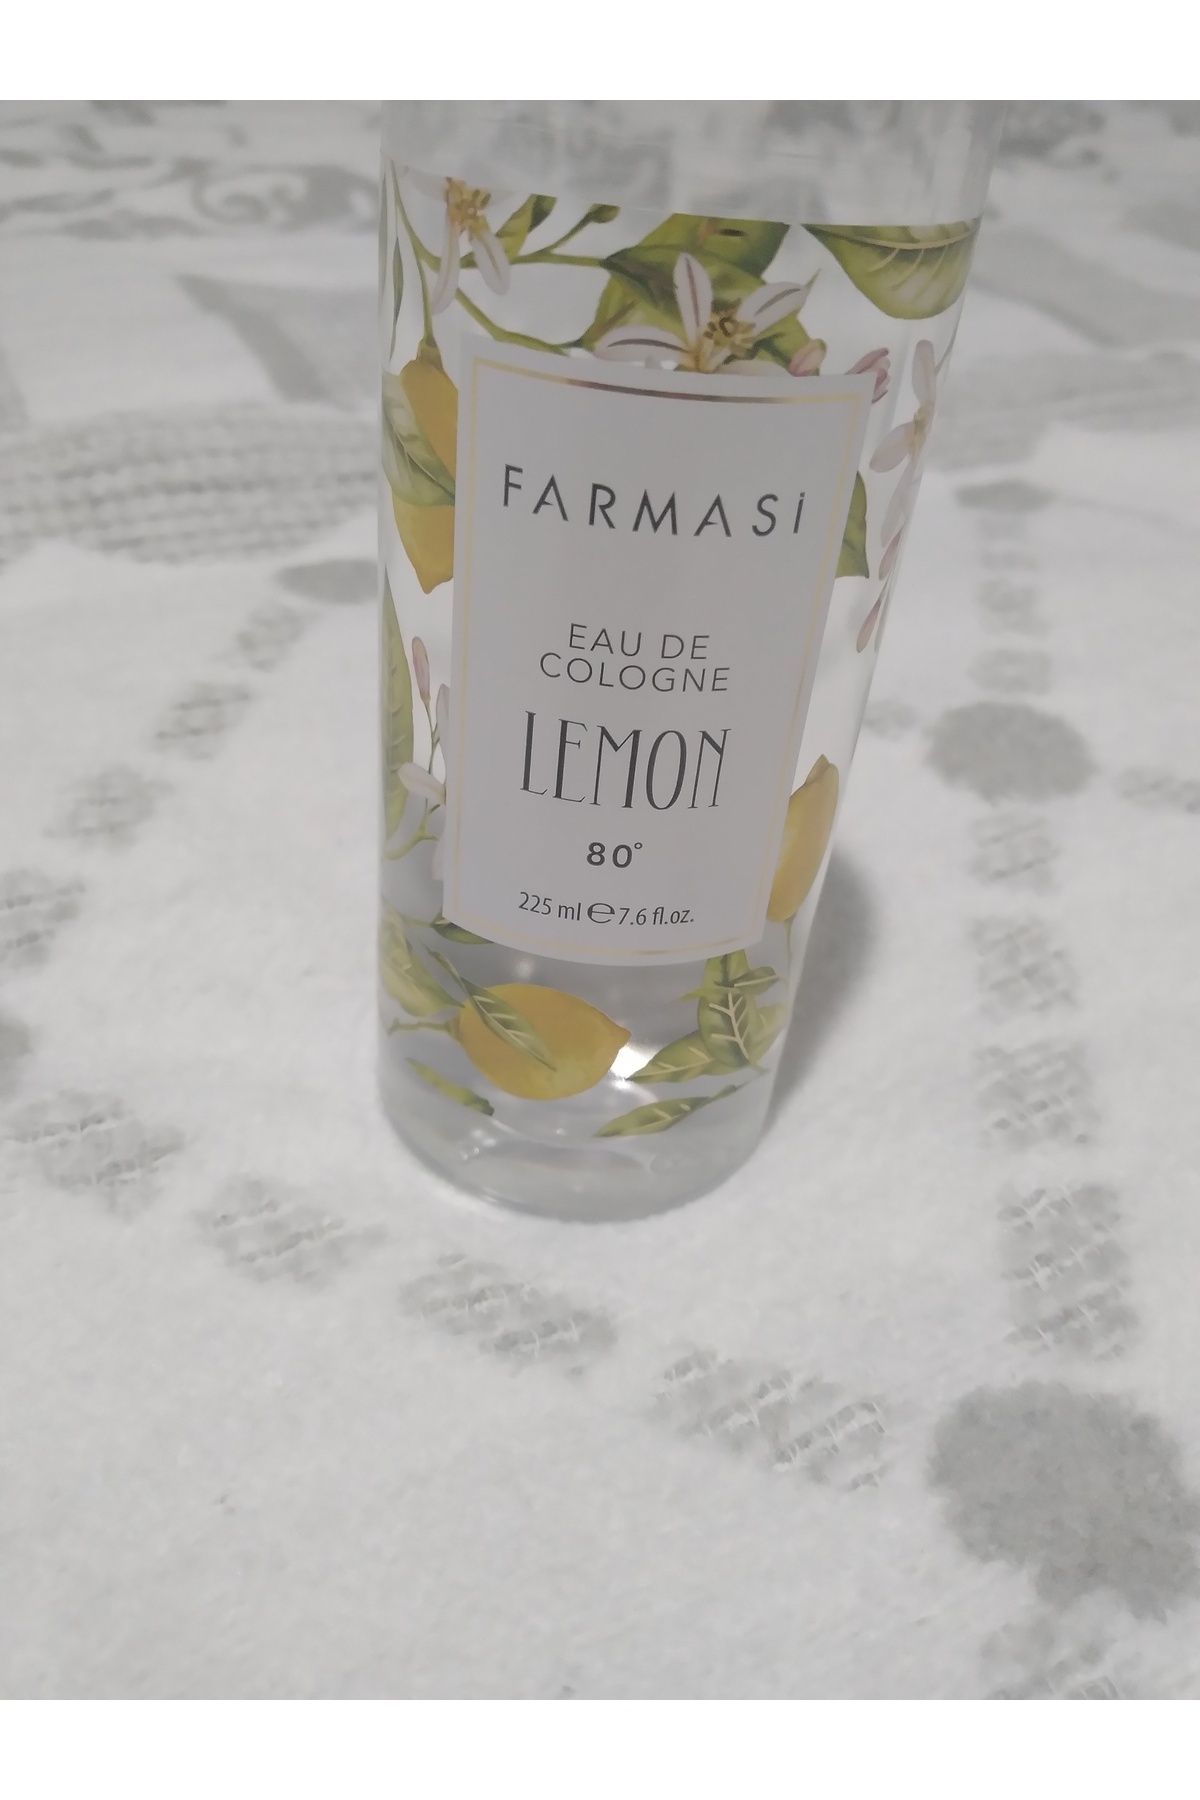 FARMASi
EAU DE
COLOGNE
LEMON
80°
225 ml ℮ 7.6 fl.oz.